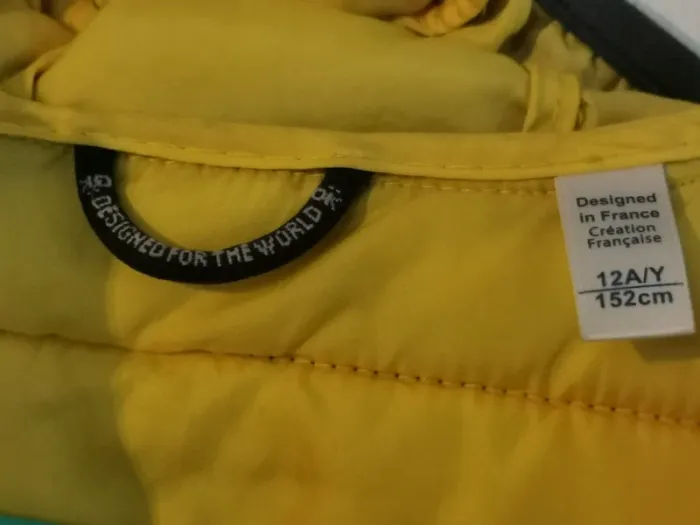 DESIGNED FOR THE WORLD
Designed
in France
Création
Française
12A/Y
152cm